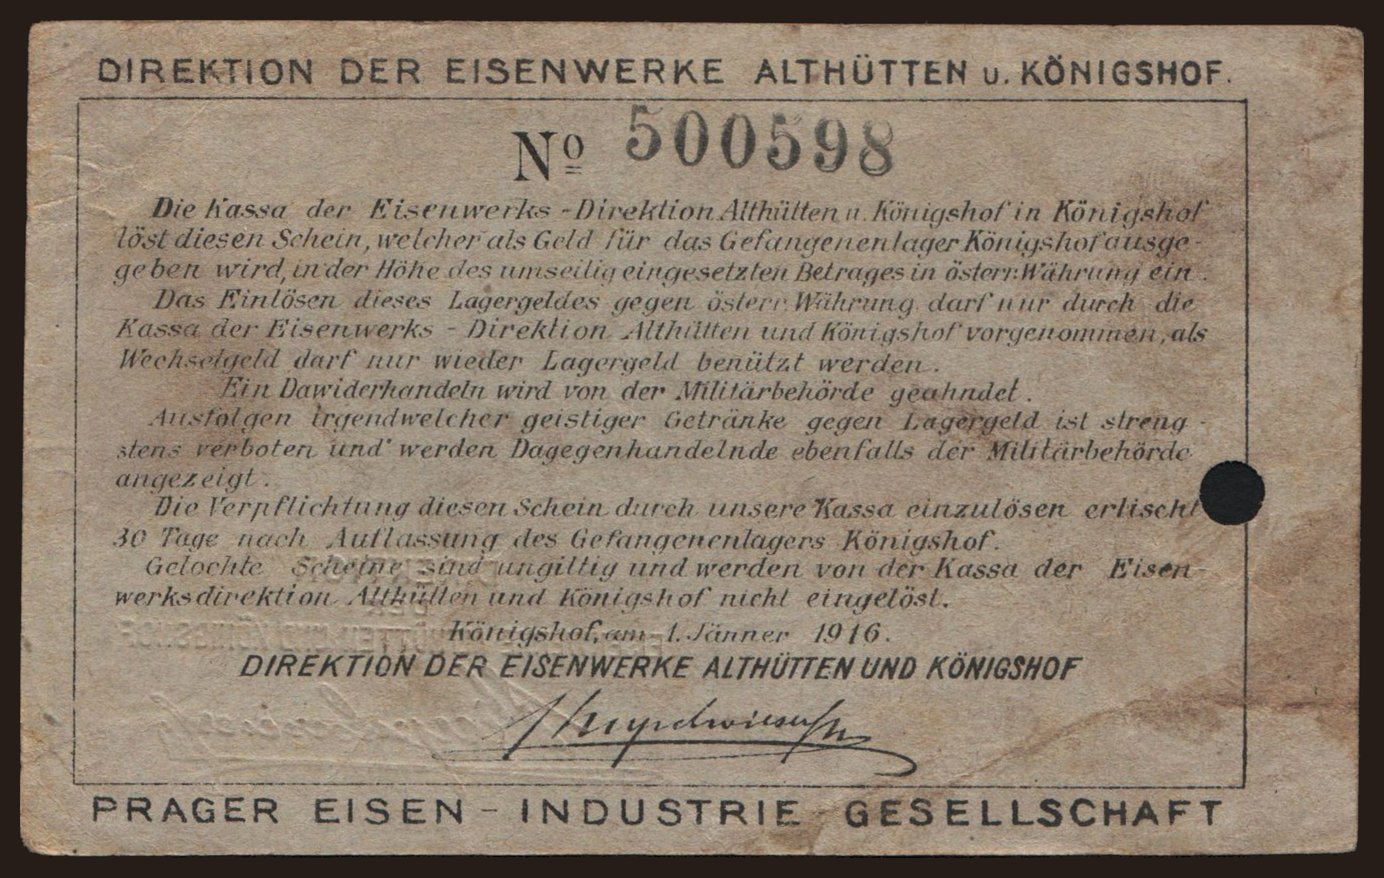 DIREKTION DER EISENWERKE ALTHÜTTEN u. KÖNIGSHOF.
No 500598
Die Kassa der Eisenwerks-Direktion Althütten u. Königshof in Königshof
löst diesen Schein, welcher als Geld für das Gefangenenlager Königshof ausge-
geben wird, in der Höhe des umseitig eingesetzten Betrages in österr. Währung ein.
Das Einlösen dieses Lagergeldes gegen österr. Währung darf nur durch die
Kassa der Eisenwerks-Direktion Althütten und Königshof vorgenommen, als
Wechselgeld darf nur wieder Lagergeld benützt werden.
Ein Dawiderhandeln wird von der Militärbehörde geahndet.
Ausfolgen irgendwelcher geistiger Getränke gegen Lagergeld ist streng-
stens verboten und werden Dagegenhandelnde ebenfalls der Militärbehörde
angezeigt.
Die Verpflichtung diesen Schein durch unsere Kassa einzulösen erlischt
30 Tage nach Auflassung des Gefangenenlagers Königshof.
Gelochte Scheine sind ungiltig und werden von der Kassa der Eisen-
werksdirektion Althütten und Königshof nicht eingelöst.
Königshof, am 1. Jänner 1916.
DIREKTION DER EISENWERKE ALTHÜTTEN UND KÖNIGSHOF
PRAGER EISEN-INDUSTRIE GESELLSCHAFT